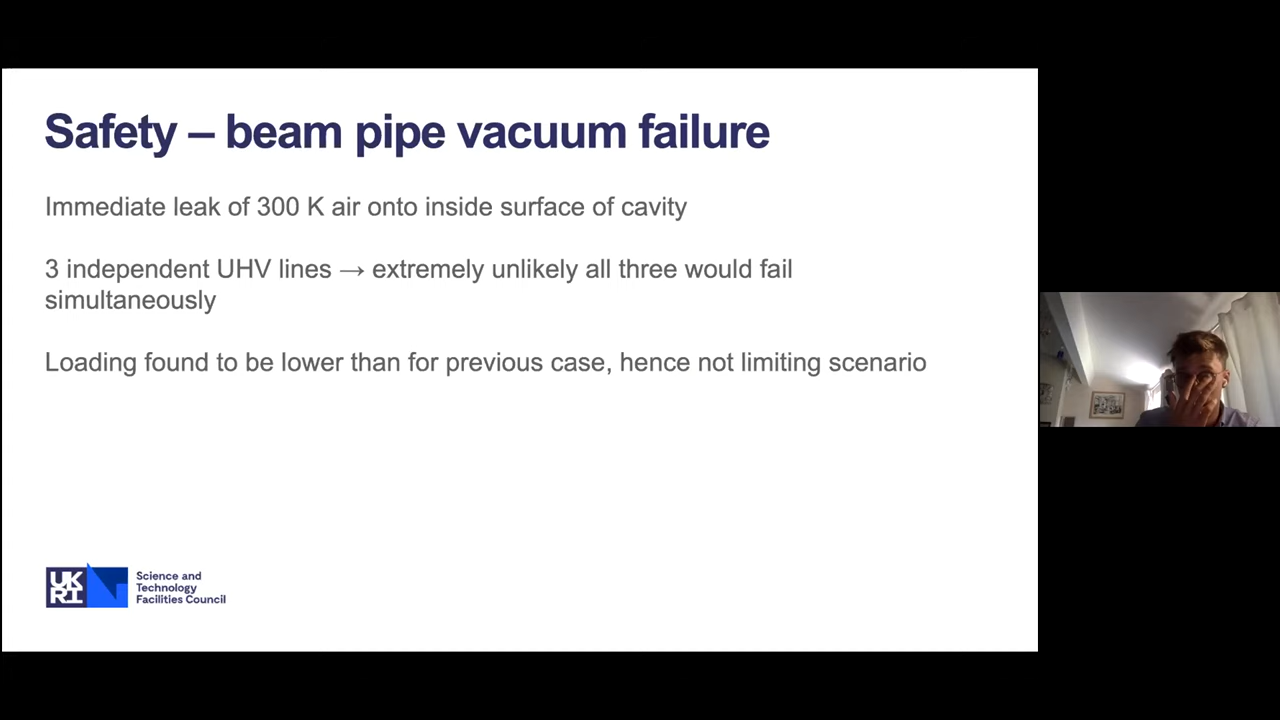 Safety – beam pipe vacuum failure
Immediate leak of 300 K air onto inside surface of cavity
3 independent UHV lines → extremely unlikely all three would fail
simultaneously
Loading found to be lower than for previous case, hence not limiting scenario
UK
RI
Science and
Technology
Facilities Council